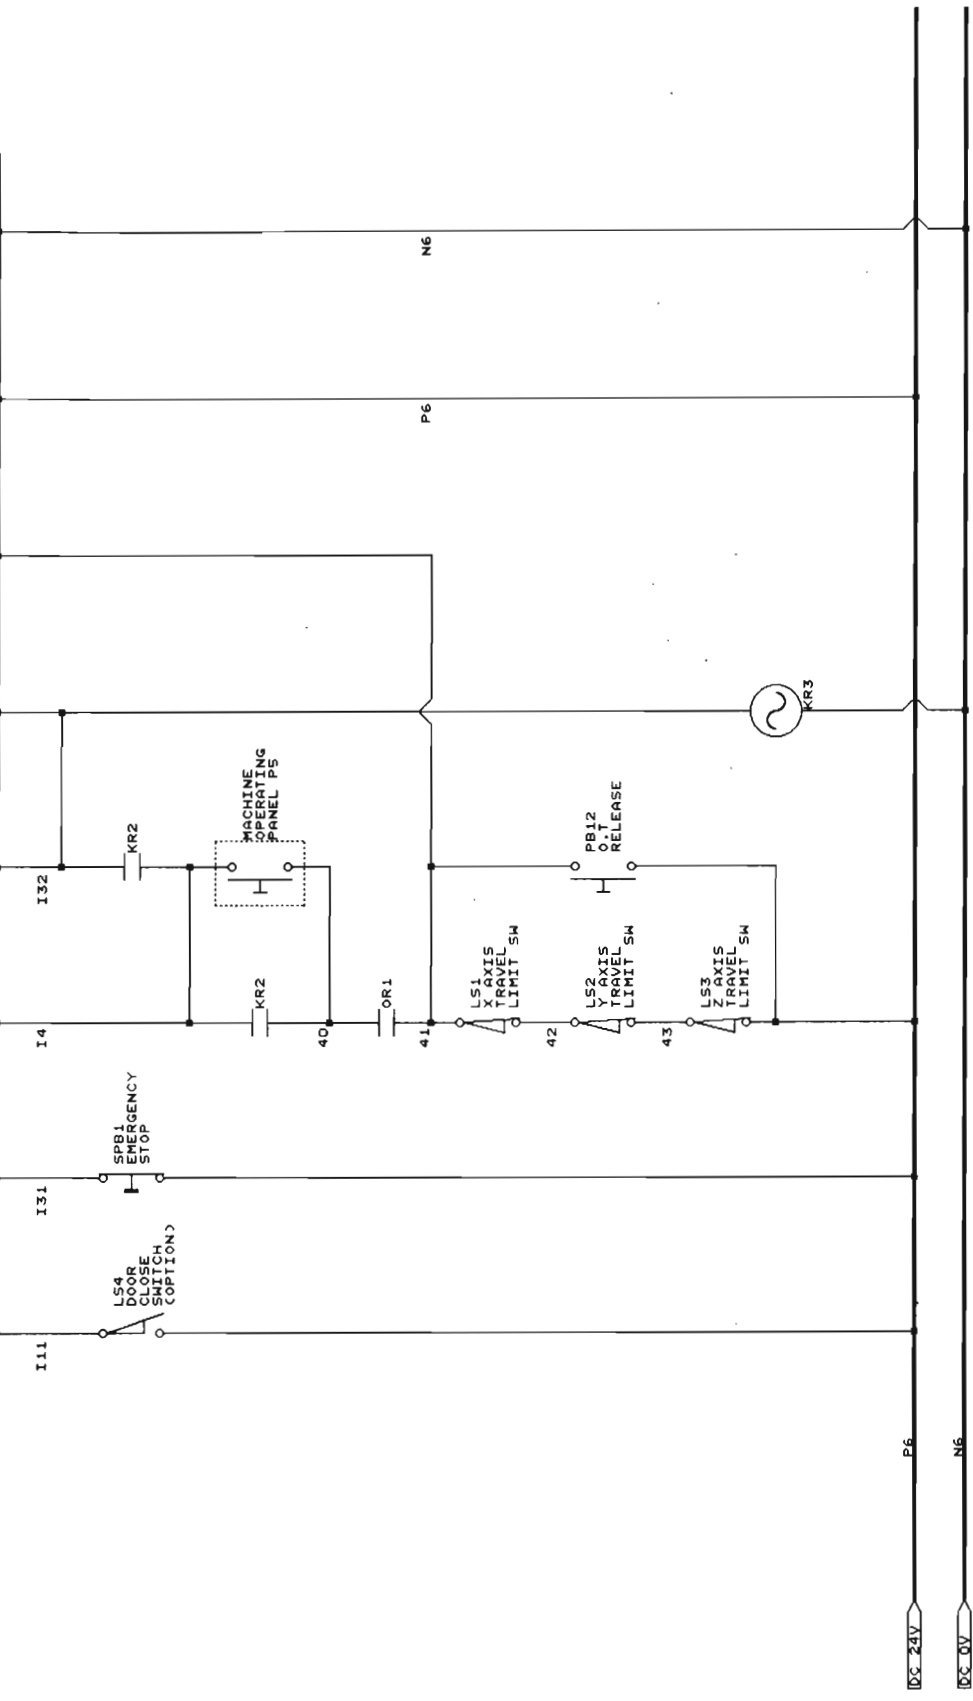 N6
P6
KR3
MACHINE
OPERATING
PANEL P5
KR2
I32
PB12
O.T
RELEASE
I4
KR2
40
OR1
41
LS1
X AXIS
TRAVEL
LIMIT SW
42
LS2
Y AXIS
TRAVEL
LIMIT SW
43
LS3
Z AXIS
TRAVEL
LIMIT SW
I31
SPB1
EMERGENCY
STOP
I11
LS4
DOOR
CLOSE
SWITCH
(OPTION)
P6
N6
DC 24V
DC 0V